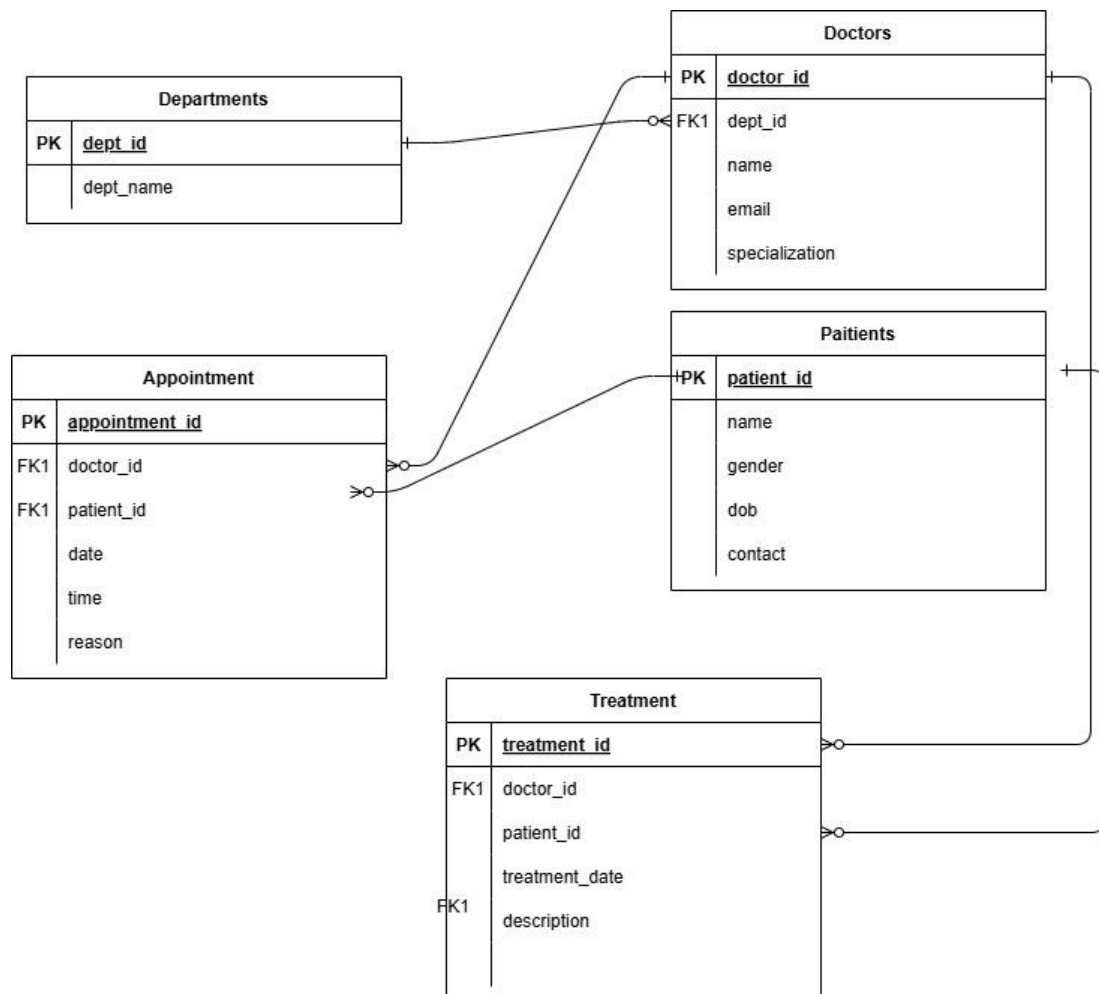 Departments
PK dept_id
dept_name
Doctors
PK doctor_id
FK1 dept_id
name
email
specialization
Paitients
PK patient_id
name
gender
dob
contact
Appointment
PK appointment_id
FK1 doctor_id
FK1 patient_id
date
time
reason
Treatment
PK treatment_id
FK1 doctor_id
patient_id
treatment_date
FK1
description